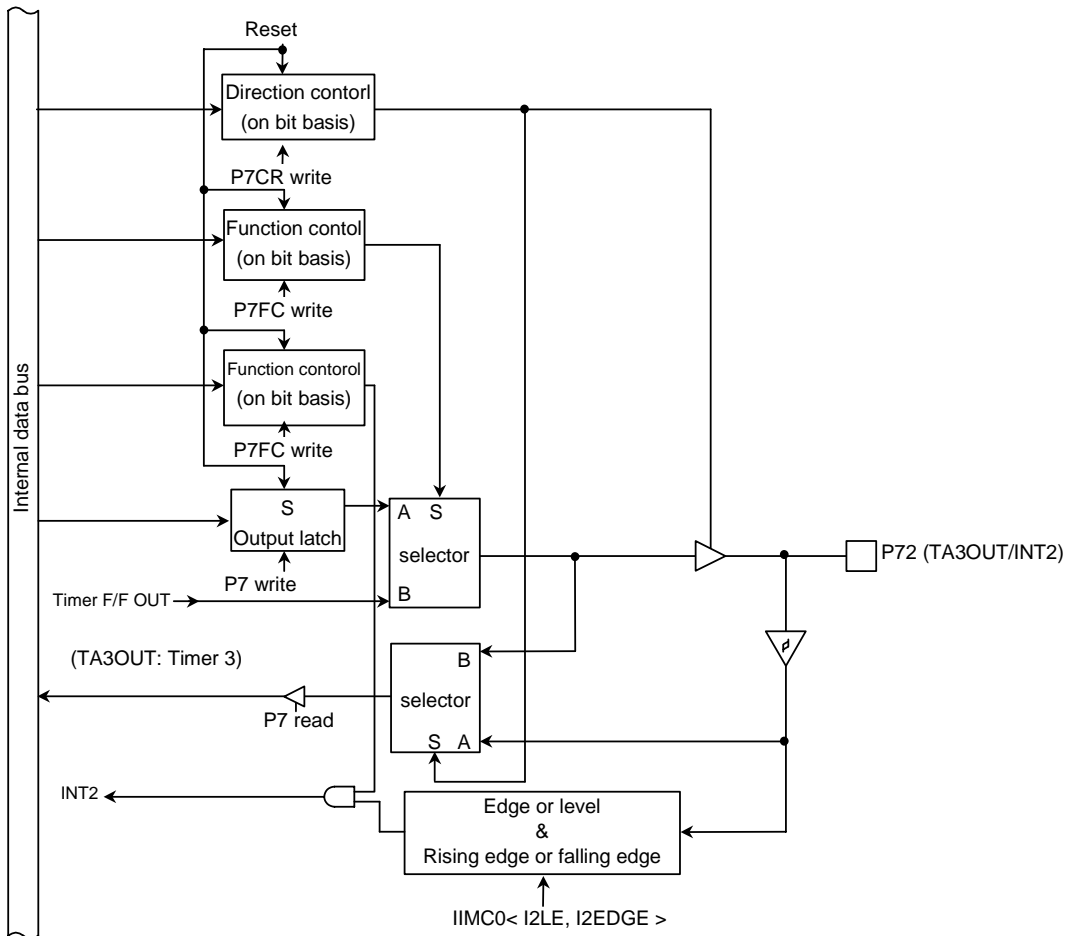 Reset
Direction contorl
(on bit basis)
P7CR write
Function contol
(on bit basis)
P7FC write
Function contorol
(on bit basis)
P7FC write
Internal data bus
S
Output latch
P7 write
A S
selector
B
Timer F/F OUT
P72 (TA3OUT/INT2)
(TA3OUT: Timer 3)
B
selector
S A
P7 read
INT2
Edge or level
&
Rising edge or falling edge
IIMC0< I2LE, I2EDGE >